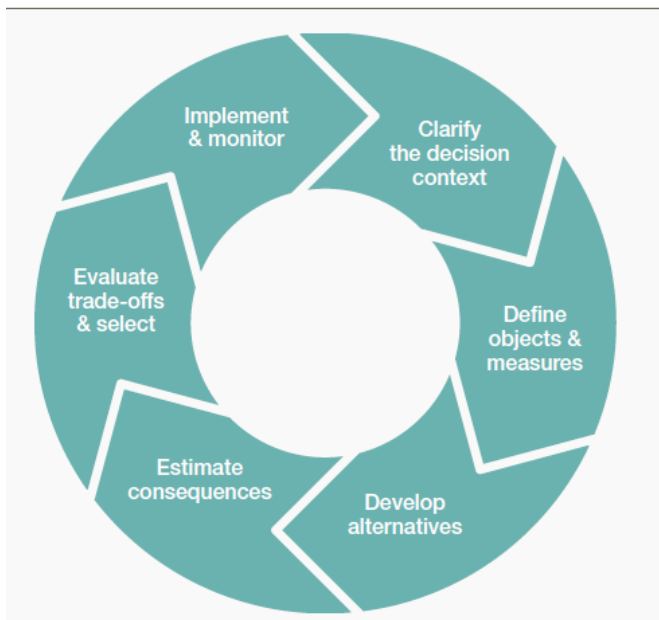 Clarify
the decision
context
Define
objects &
measures
Develop
alternatives
Estimate
consequences
Evaluate
trade-offs
& select
Implement
& monitor